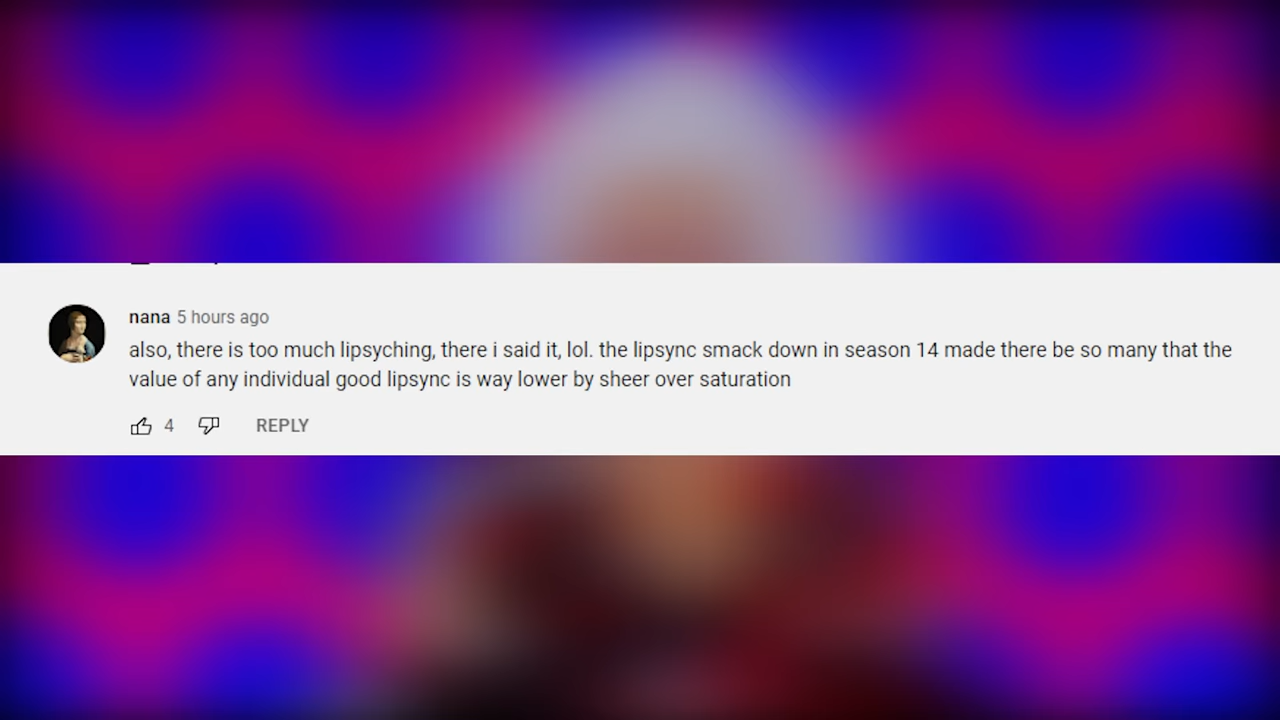 nana 5 hours ago
also, there is too much lipsyching, there i said it, lol. the lipsync smack down in season 14 made there be so many that the
value of any individual good lipsync is way lower by sheer over saturation
4 REPLY